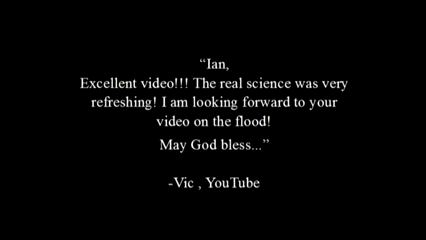 “Ian,
Excellent video!!! The real science was very
refreshing! I am looking forward to your
video on the flood!
May God bless...”
-Vic , YouTube